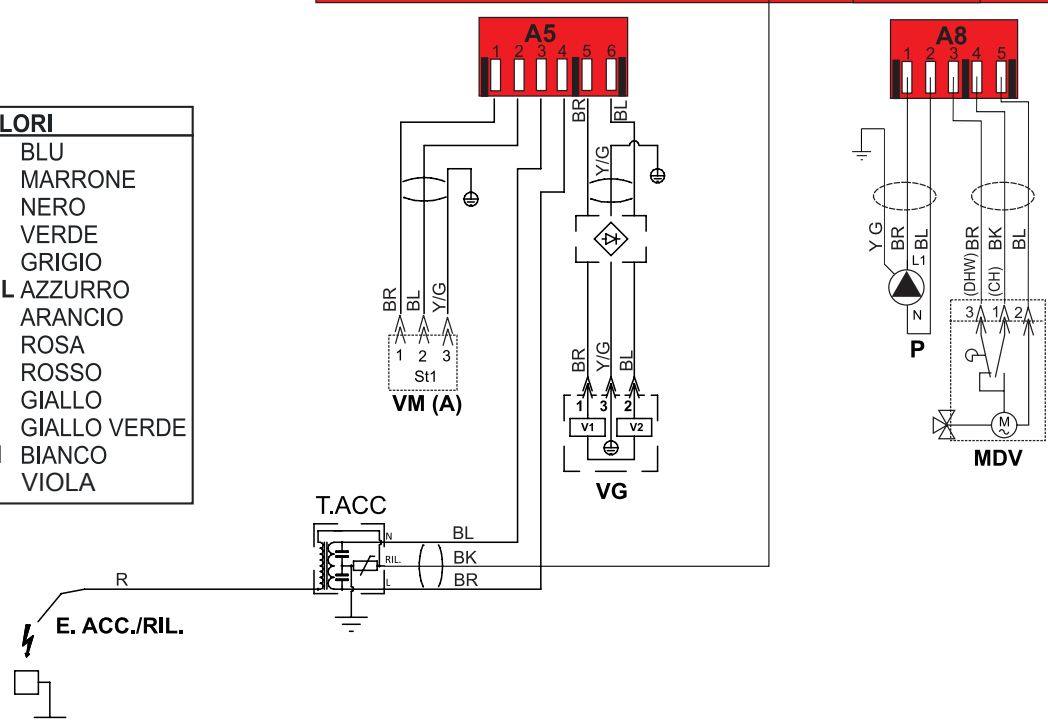 A5
1 2 3 4 5 6
A8
1 2 3 4 5
LORI
BLU
MARRONE
NERO
VERDE
GRIGIO
L AZZURRO
ARANCIO
ROSA
ROSSO
GIALLO
GIALLO VERDE
BIANCO
VIOLA
BR
BL
Y/G
BR
BL
Y/G
1 2 3
St1
VM (A)
BR
Y/G
BL
1 3 2
V1
V2
VG
Y G
BR
BL
L1
N
P
(DHW) BR
(CH) BK
BL
3 1 2
M
MDV
T.ACC
N
RIL.
L
BL
BK
BR
R
E. ACC./RIL.